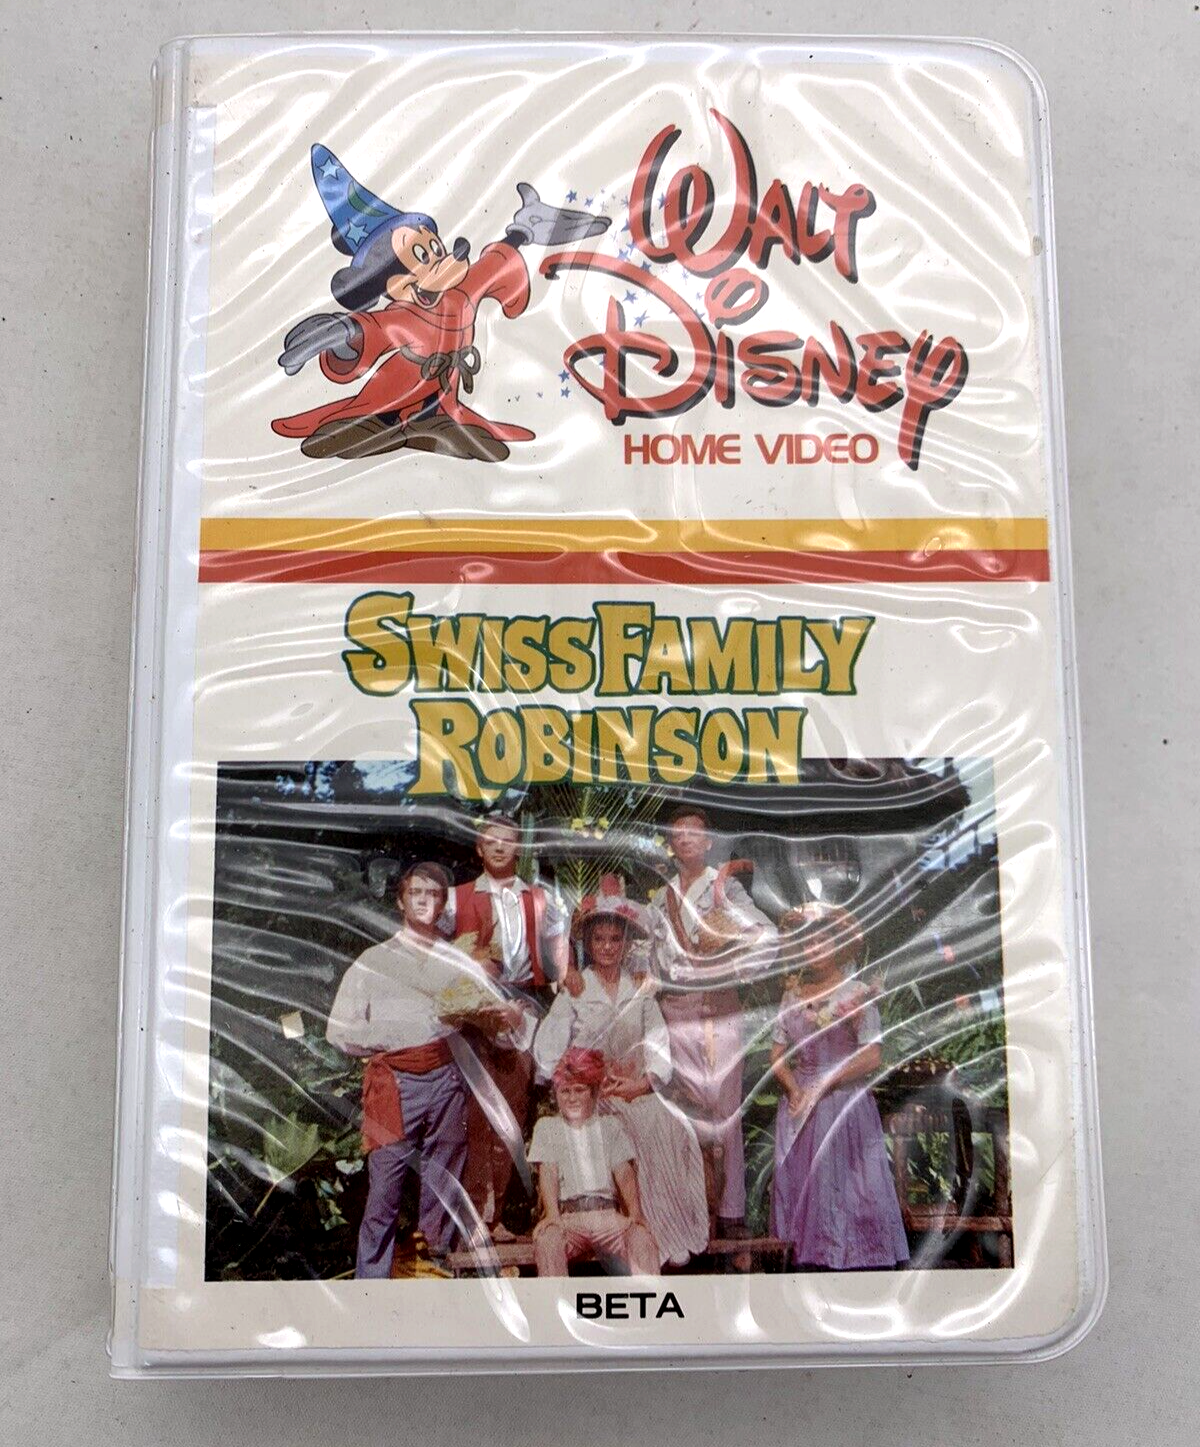 WALT
DISNEY
HOME VIDEO
SWISS FAMILY
ROBINSON
BETA